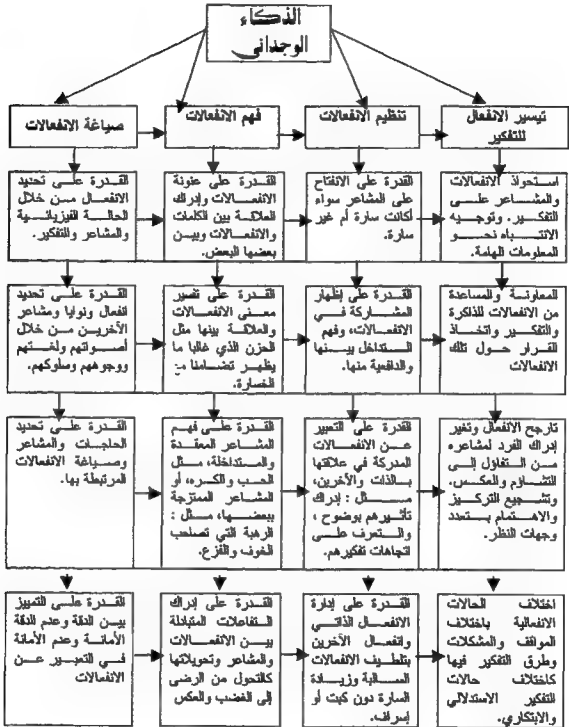 الذكاء
الوجداني
تيسير الانفعال
للتفكير
تنظيم الانفعالات
فهم الانفعالات
صياغة الانفعالات
استحواذ الانفعالات
والمشاعر على
التفكير. وتوجيه
الانتباه نحو
المعلومات الهامة.
القدرة على الانفتاح
على المشاعر سواء
أكانت سارة أم غير
سارة.
القدرة على عنونة
الانفعالات وإدراك
العلاقة بين الكلمات
والانفعالات وبين
بعضها البعض.
القدرة على تحديد
الانفعال من خلال
الحالة الفيزيائية
والمشاعر والتفكير.
المعاونة والمساعدة
من الانفعالات للذاكرة
والتفكير واتخاذ
القرار حول تلك
الانفعالات
القدرة على إظهار
المشاركة في
الانفعالات، وفهم
التداخل بينها
والدافعية منها.
القدرة على تفسير
معنى الانفعالات
والعلاقة بينها مثل
الحزن الذي غالبا ما
يظهر تضامنا مع
الخسارة.
القدرة على تحديد
انفعال ونوايا ومشاعر
الآخرين من خلال
أصواتهم ولغتهم
ووجوههم وسلوكهم.
تأرجح الانفعال وتغير
إدراك الفرد لمشاعره
من التفاؤل إلى
التشاؤم والعكس.
وتشجيع التركيز
والاهتمام بتعدد
وجهات النظر.
القدرة على التعبير
عن الانفعالات
المدركة في علاقتها
بالذات والآخرين،
مثل : إدراك
تأثيرهم بوضوح ،
والتعرف على
اتجاهات تفكيرهم.
القدرة على فهم
المشاعر المعقدة
والمتداخلة، مثل
الحب والكره، أو
المشاعر الممتزجة
ببعضها، مثل :
الرهبة التي تصاحب
الخوف والفزع.
القدرة على تحديد
الحاجات والمشاعر
وصياغة الانفعالات
المرتبطة بها.
اختلاف الحالات
الانفعالية باختلاف
المواقف والمشكلات
وطرق التفكير فيها
كاختلاف حالات
التفكير الاستدلالي
والابتكاري.
القدرة على إدارة
الانفعال الذاتي
وانفعال الآخرين
بتلطيف الانفعالات
السالبة وزيادة
السارة دون كبت أو
إسراف.
القدرة على إدراك
التفاعلات المتبادلة
بين الانفعالات
والمشاعر وتحويلاتها
كالتحول من الرضى
إلى الغضب والعكس
القدرة على التمييز
بين الدقة وعدم الدقة
الأمانة وعدم الأمانة
في التعبير عن
الانفعالات